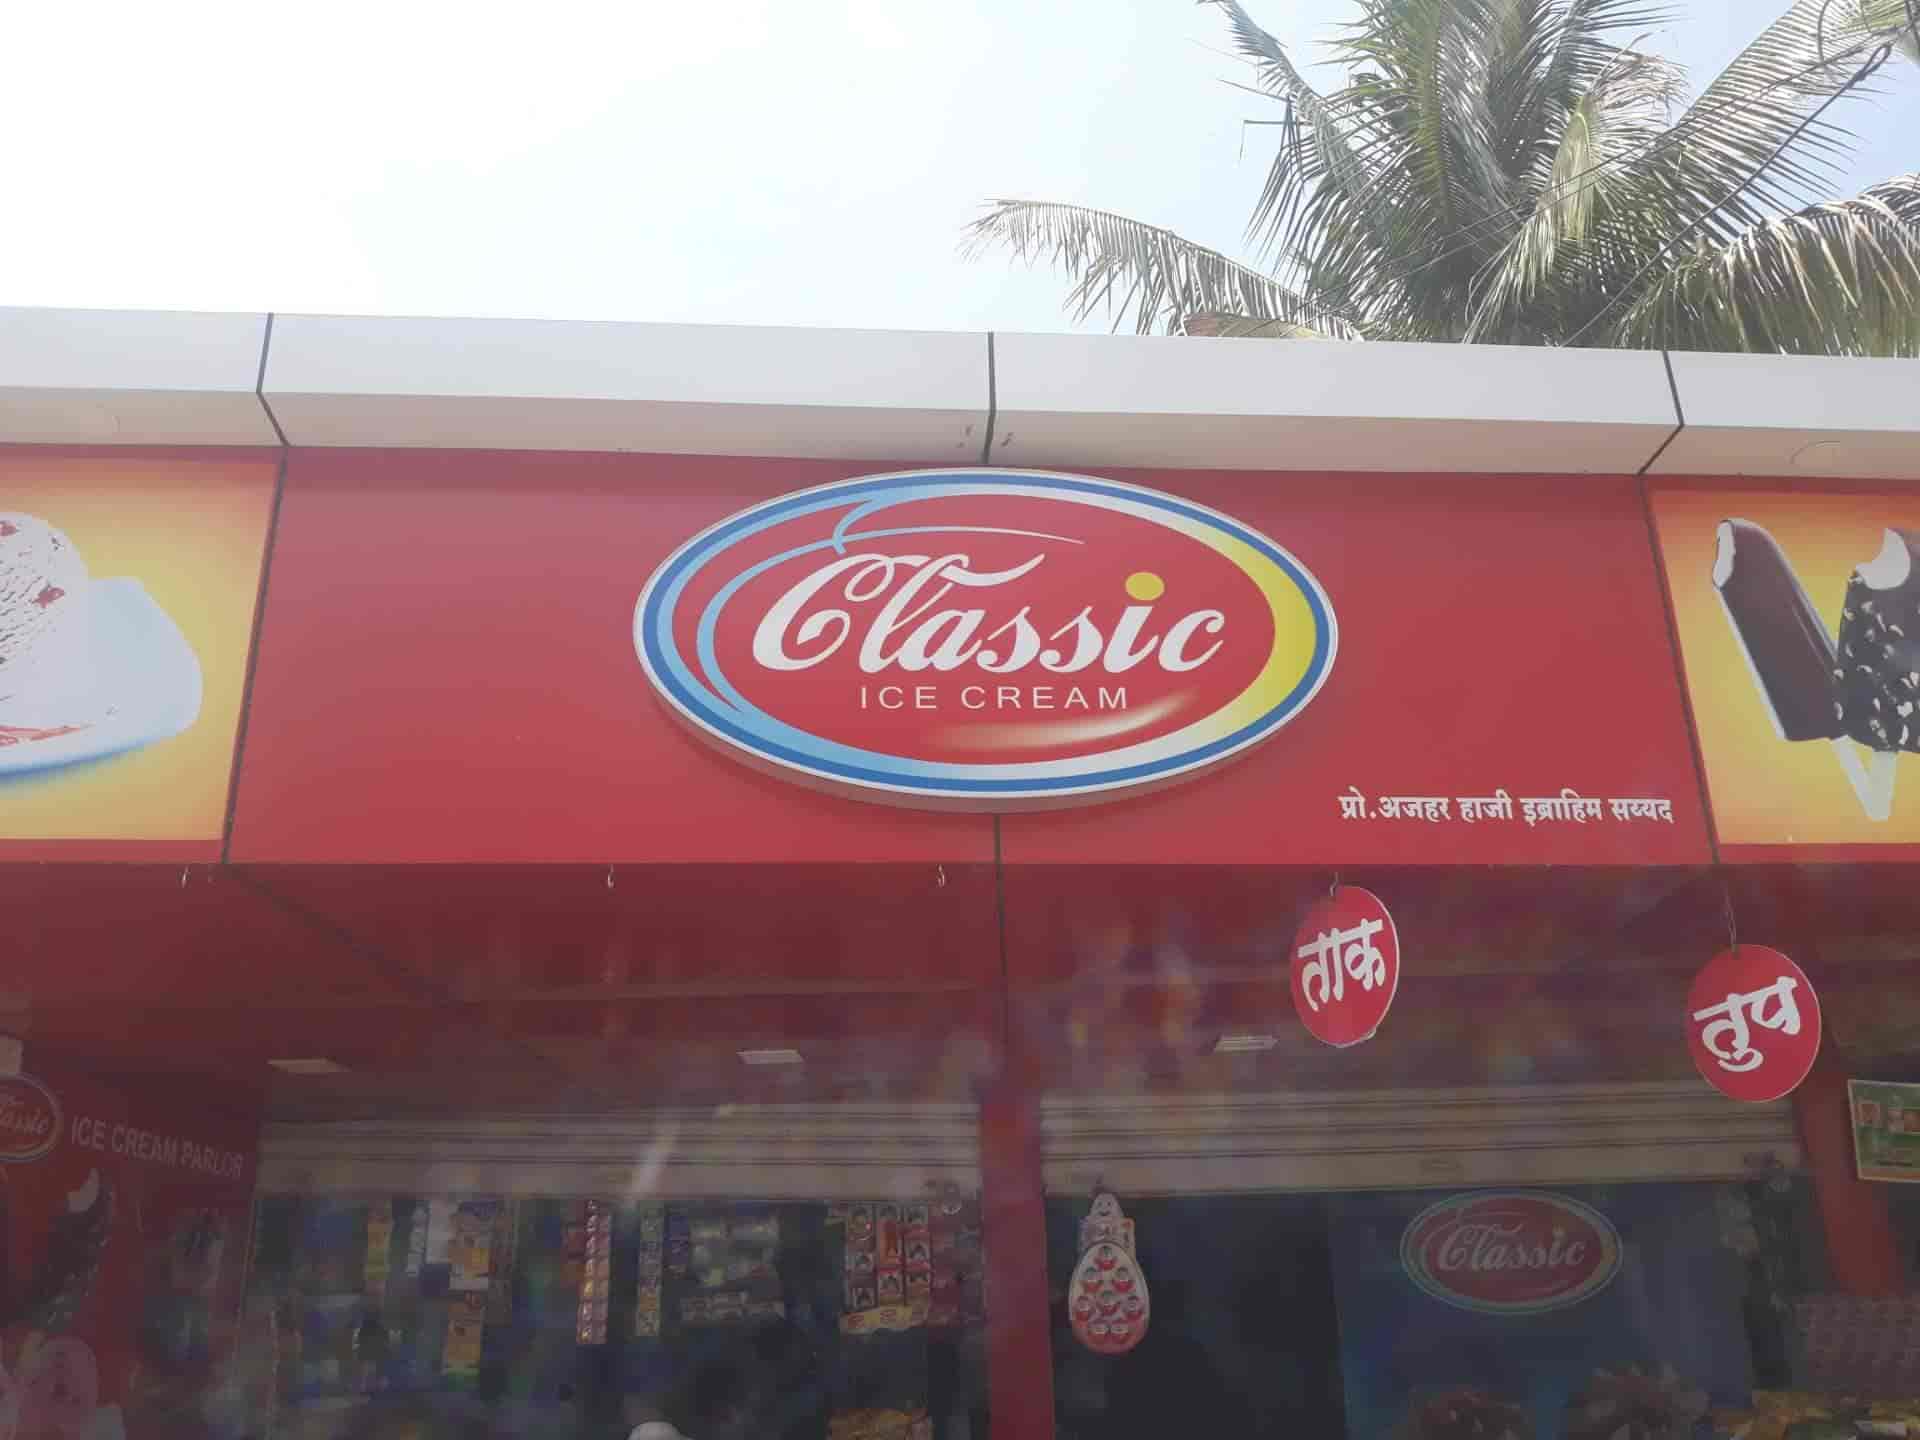 Classic
ICE CREAM
प्रो.अजहर हाजी इब्राहिम सय्यद
ताक
तुप
Classic
ICE CREAM PARLOR
Classic